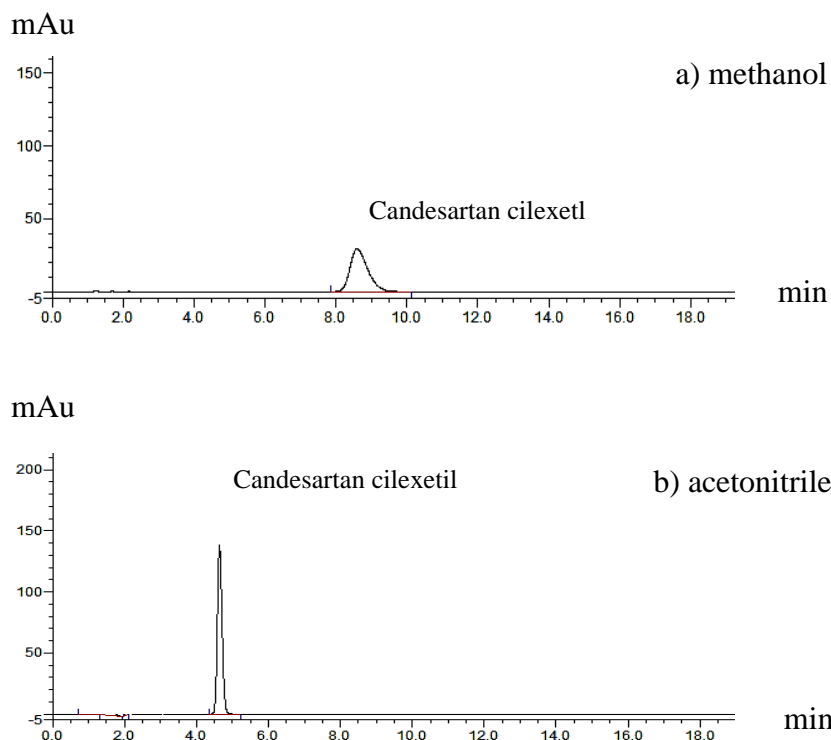 mAu
a) methanol
150
100
Candesartan cilexetl
50
-5
min
0.0 2.0 4.0 6.0 8.0 10.0 12.0 14.0 16.0 18.0
mAu
200
Candesartan cilexetil
b) acetonitrile
150
100
50
-5
min
0.0 2.0 4.0 6.0 8.0 10.0 12.0 14.0 16.0 18.0